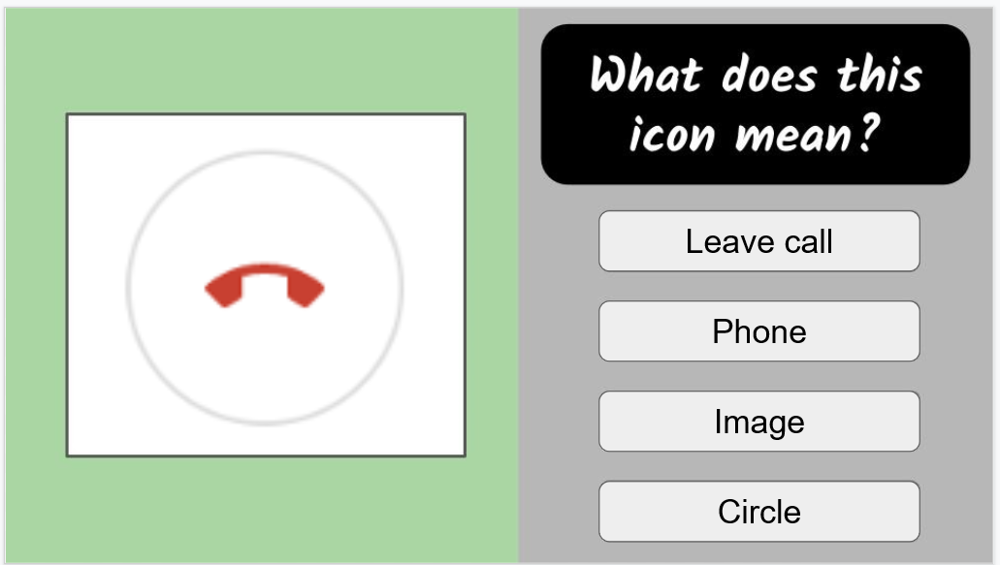 What does this
icon mean?
Leave call
Phone
Image
Circle